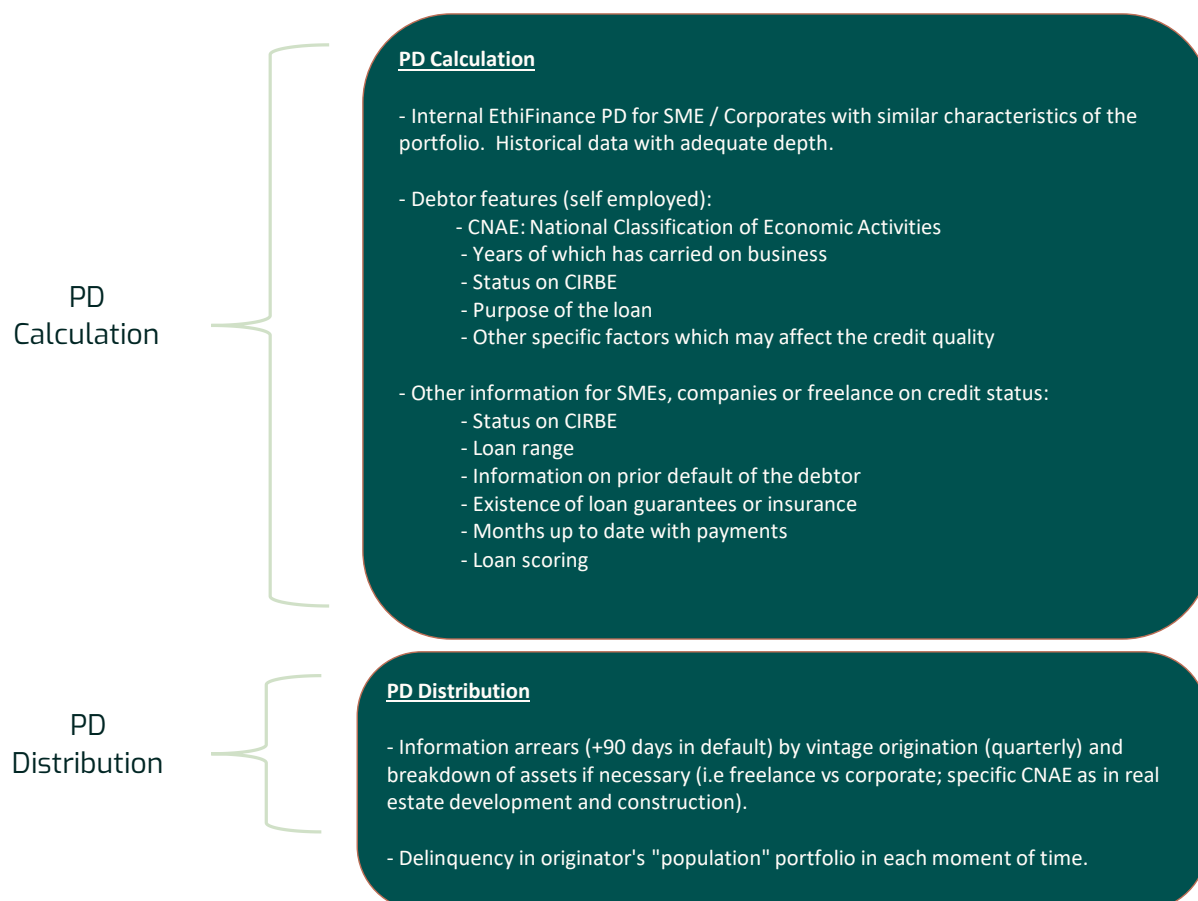 PD
Calculation
PD Calculation
- Internal EthiFinance PD for SME / Corporates with similar characteristics of the
portfolio.  Historical data with adequate depth.
- Debtor features (self employed):
- CNAE: National Classification of Economic Activities
- Years of which has carried on business
- Status on CIRBE
- Purpose of the loan
- Other specific factors which may affect the credit quality
- Other information for SMEs, companies or freelance on credit status:
- Status on CIRBE
- Loan range
- Information on prior default of the debtor
- Existence of loan guarantees or insurance
- Months up to date with payments
- Loan scoring
PD
Distribution
PD Distribution
- Information arrears (+90 days in default) by vintage origination (quarterly) and
breakdown of assets if necessary (i.e freelance vs corporate; specific CNAE as in real
estate development and construction).
- Delinquency in originator's "population" portfolio in each moment of time.